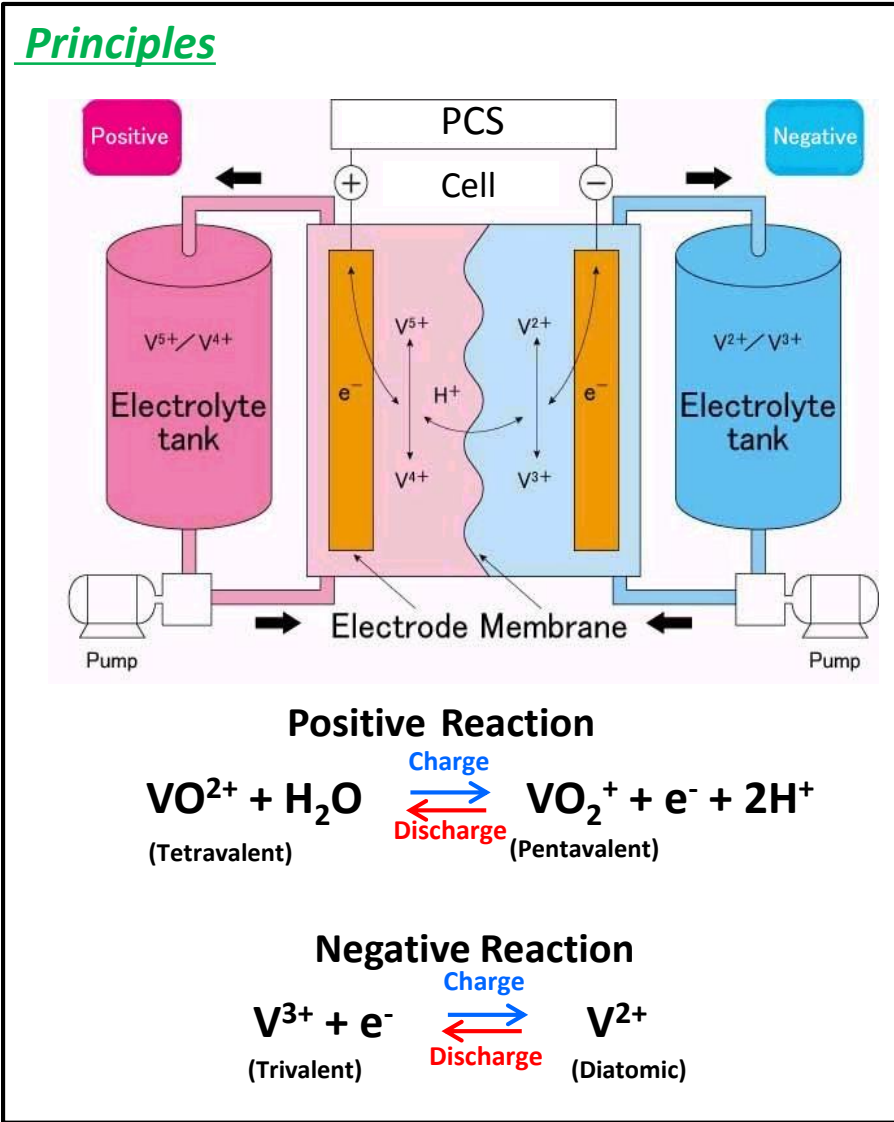 Principles
PCS
Positive
Negative
+
Cell
−
V⁵⁺/V⁴⁺
Electrolyte
tank
V⁵⁺
V²⁺
e⁻
H⁺
e⁻
V⁴⁺
V³⁺
V²⁺/V³⁺
Electrolyte
tank
Electrode Membrane
Pump
Pump
Positive Reaction
Charge
VO²⁺ + H₂O VO₂⁺ + e⁻ + 2H⁺
Discharge
(Tetravalent) (Pentavalent)
Negative Reaction
Charge
V³⁺ + e⁻ V²⁺
Discharge
(Trivalent) (Diatomic)